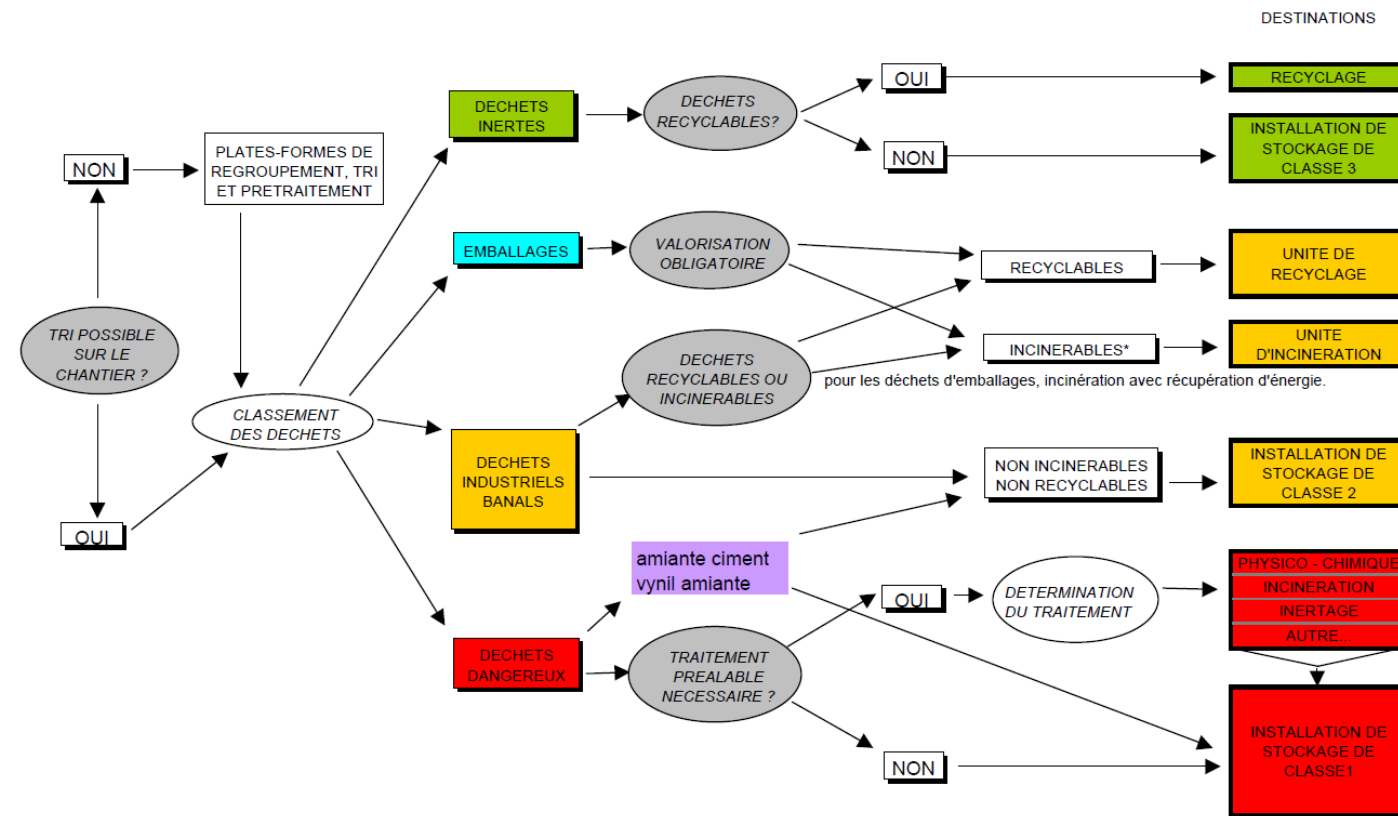 DESTINATIONS
OUI
RECYCLAGE
DECHETS
INERTES
DECHETS
RECYCLABLES?
NON
INSTALLATION DE
STOCKAGE DE
CLASSE 3
NON
PLATES-FORMES DE
REGROUPEMENT, TRI
ET PRETRAITEMENT
EMBALLAGES
VALORISATION
OBLIGATOIRE
RECYCLABLES
UNITE DE
RECYCLAGE
TRI POSSIBLE
SUR LE
CHANTIER ?
DECHETS
RECYCLABLES OU
INCINERABLES
INCINERABLES*
UNITE
D'INCINERATION
pour les déchets d'emballages, incinération avec récupération d'énergie.
CLASSEMENT
DES DECHETS
DECHETS
INDUSTRIELS
BANALS
NON INCINERABLES
NON RECYCLABLES
INSTALLATION DE
STOCKAGE DE
CLASSE 2
OUI
amiante ciment
vynil amiante
OUI
DETERMINATION
DU TRAITEMENT
PHYSICO - CHIMIQUE
INCINERATION
INERTAGE
AUTRE...
DECHETS
DANGEREUX
TRAITEMENT
PREALABLE
NECESSAIRE ?
NON
INSTALLATION DE
STOCKAGE DE
CLASSE1